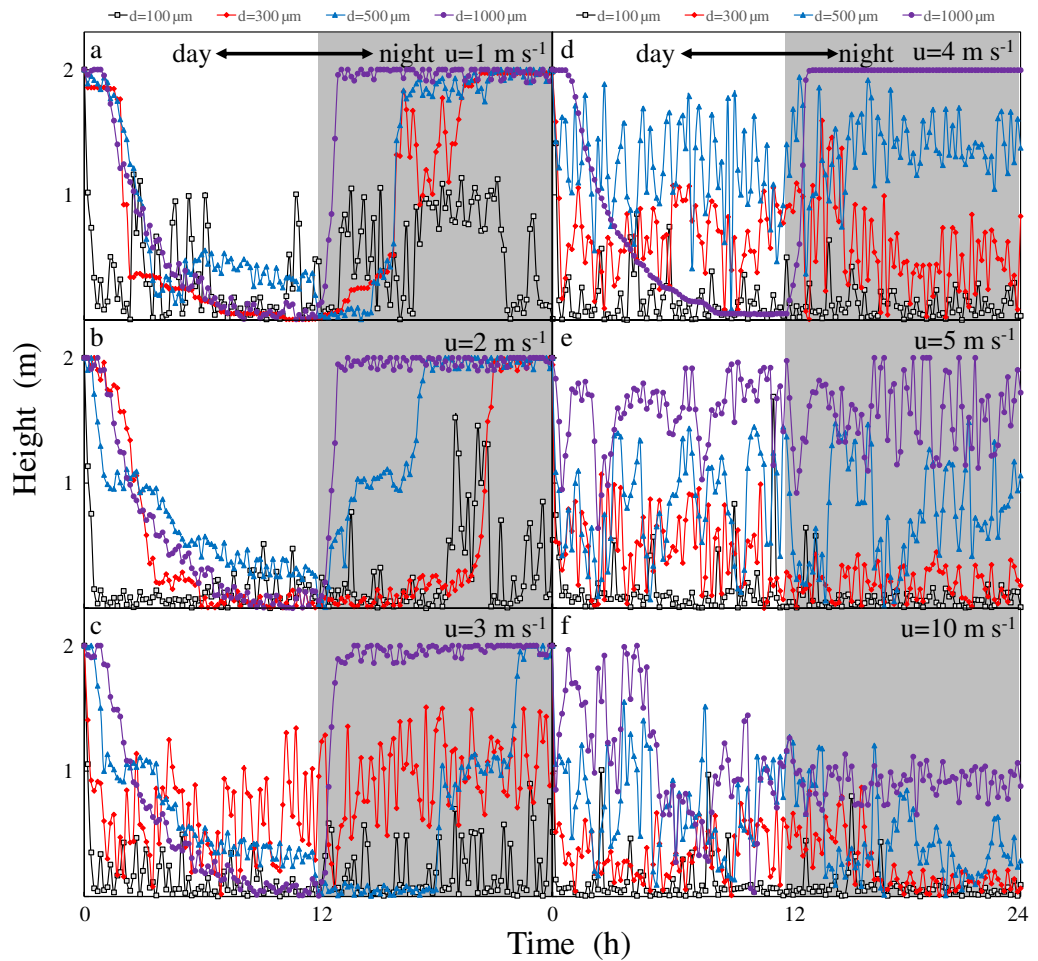 d=100 μm d=300 μm d=500 μm d=1000 μm d=100 μm d=300 μm d=500 μm d=1000 μm
a day night u=1 m s-1 d day night u=4 m s-1
2
1
b u=2 m s-1 e u=5 m s-1
2
1
c u=3 m s-1 f u=10 m s-1
2
1
0 12 0 12 24
Height (m)
Time (h)